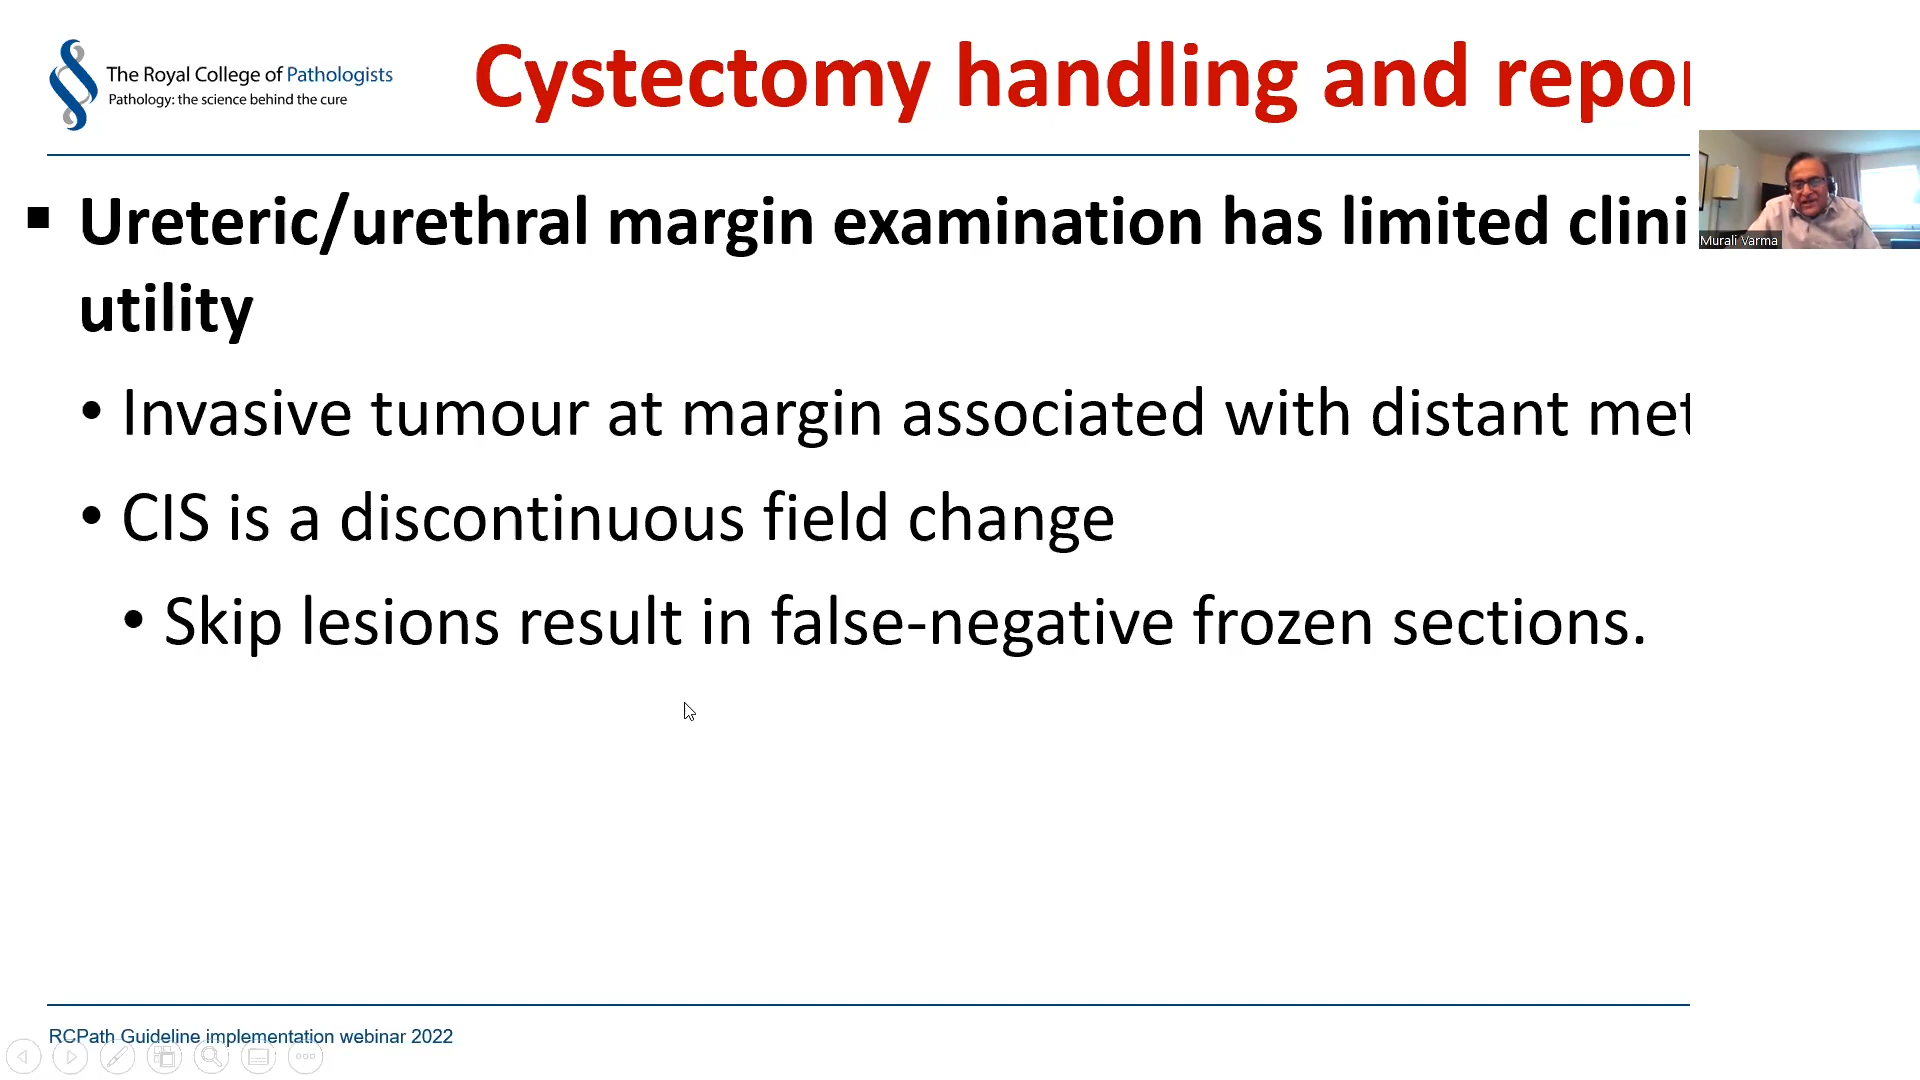 The Royal College of Pathologists
Pathology: the science behind the cure
Cystectomy handling and repor
Murali Varma
▪ Ureteric/urethral margin examination has limited clini
utility
• Invasive tumour at margin associated with distant met
• CIS is a discontinuous field change
• Skip lesions result in false-negative frozen sections.
RCPath Guideline implementation webinar 2022